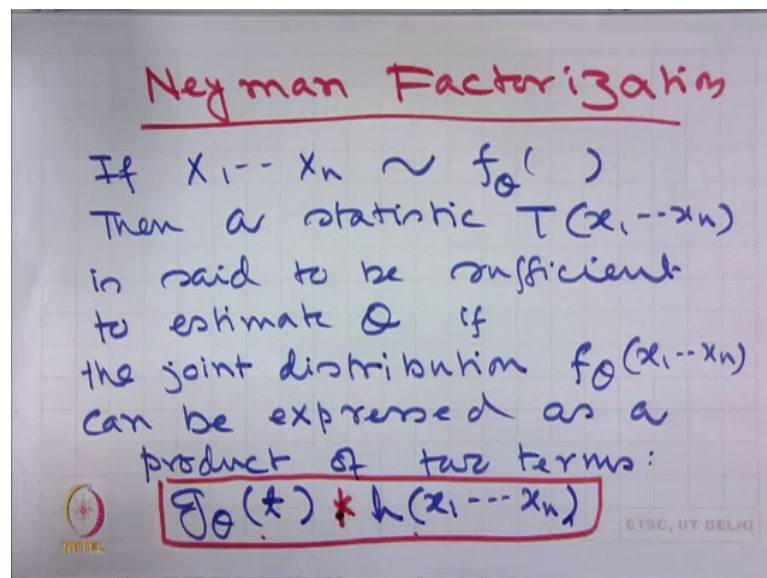 Neyman Factorization
If x1-- xn ~ fθ( )
Then a statistic T(x1,--xn)
is said to be sufficient
to estimate θ if
the joint distribution fθ(x1--xn)
can be expressed as a
product of two terms:
gθ(t) * h(x1--- xn)
NPTEL
ETSC, IIT DELHI